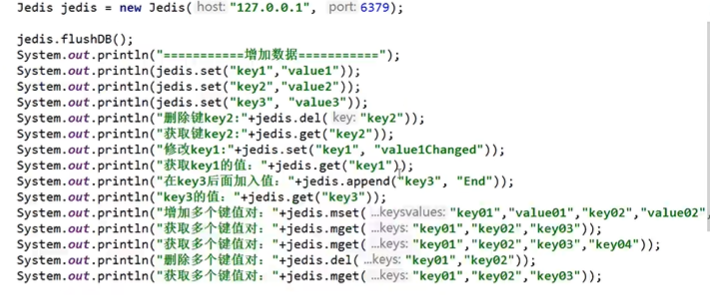 Jedis jedis = new Jedis( host: "127.0.0.1", port: 6379);
jedis.flushDB();
System.out.println("===========增加数据===========");
System.out.println(jedis.set("key1","value1"));
System.out.println(jedis.set("key2","value2"));
System.out.println(jedis.set("key3", "value3"));
System.out.println("删除键key2:"+jedis.del( key: "key2"));
System.out.println("获取键key2:"+jedis.get("key2"));
System.out.println("修改key1:"+jedis.set("key1", "value1Changed"));
System.out.println("获取key1的值: "+jedis.get("key1"));
System.out.println("在key3后面加入值: "+jedis.append("key3", "End"));
System.out.println("key3的值: "+jedis.get("key3"));
System.out.println("增加多个键值对: "+jedis.mset( ...keysvalues: "key01","value01","key02","value02",
System.out.println("获取多个键值对: "+jedis.mget( ...keys: "key01","key02","key03"));
System.out.println("获取多个键值对: "+jedis.mget( ...keys: "key01","key02","key03","key04"));
System.out.println("删除多个键值对: "+jedis.del( ...keys: "key01","key02"));
System.out.println("获取多个键值对: "+jedis.mget( ...keys: "key01","key02","key03"));